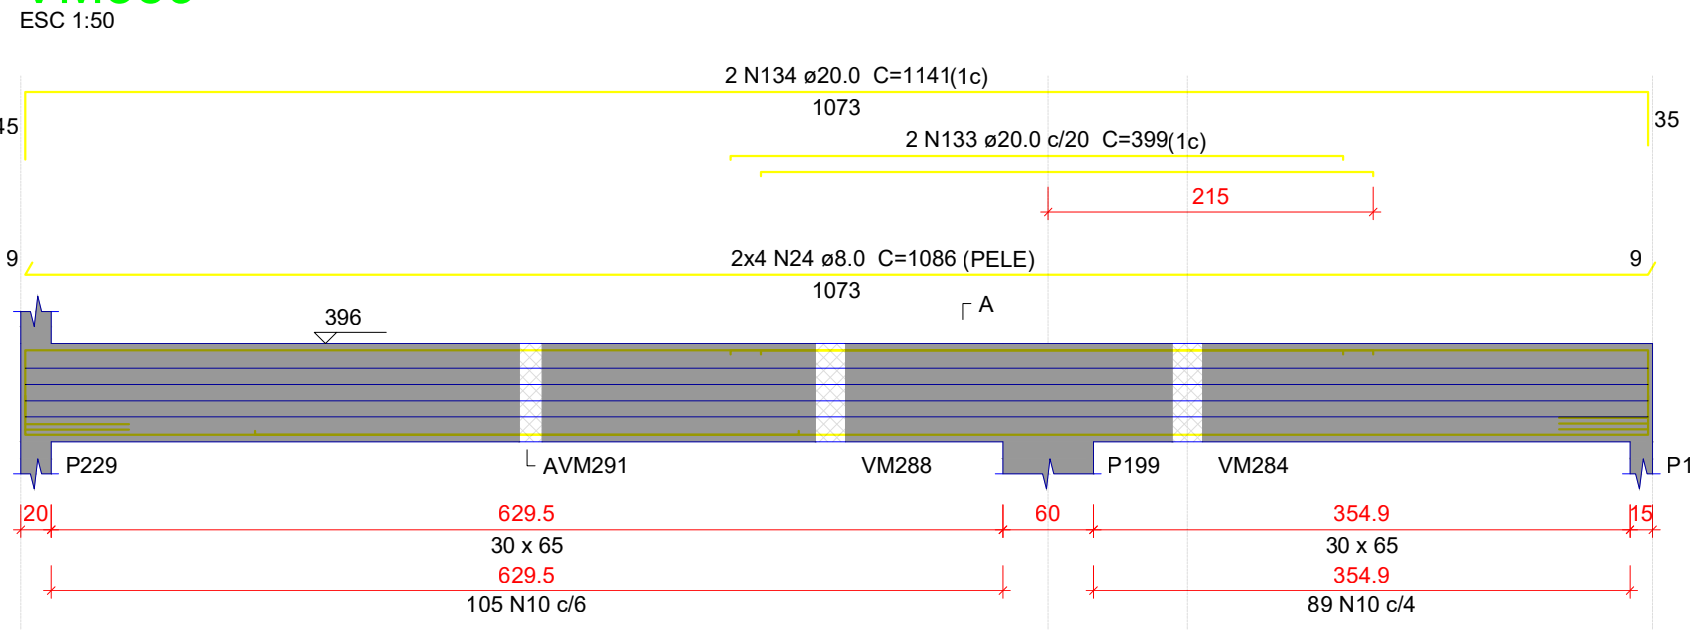 ESC 1:50
2 N134 ø20.0 C=1141(1c)
1073
35
2 N133 ø20.0 c/20 C=399(1c)
215
9
2x4 N24 ø8.0 C=1086 (PELE)
9
1073
A
396
P229
AVM291
VM288
P199
VM284
P1
20
629.5
60
354.9
15
30 x 65
30 x 65
629.5
354.9
105 N10 c/6
89 N10 c/4